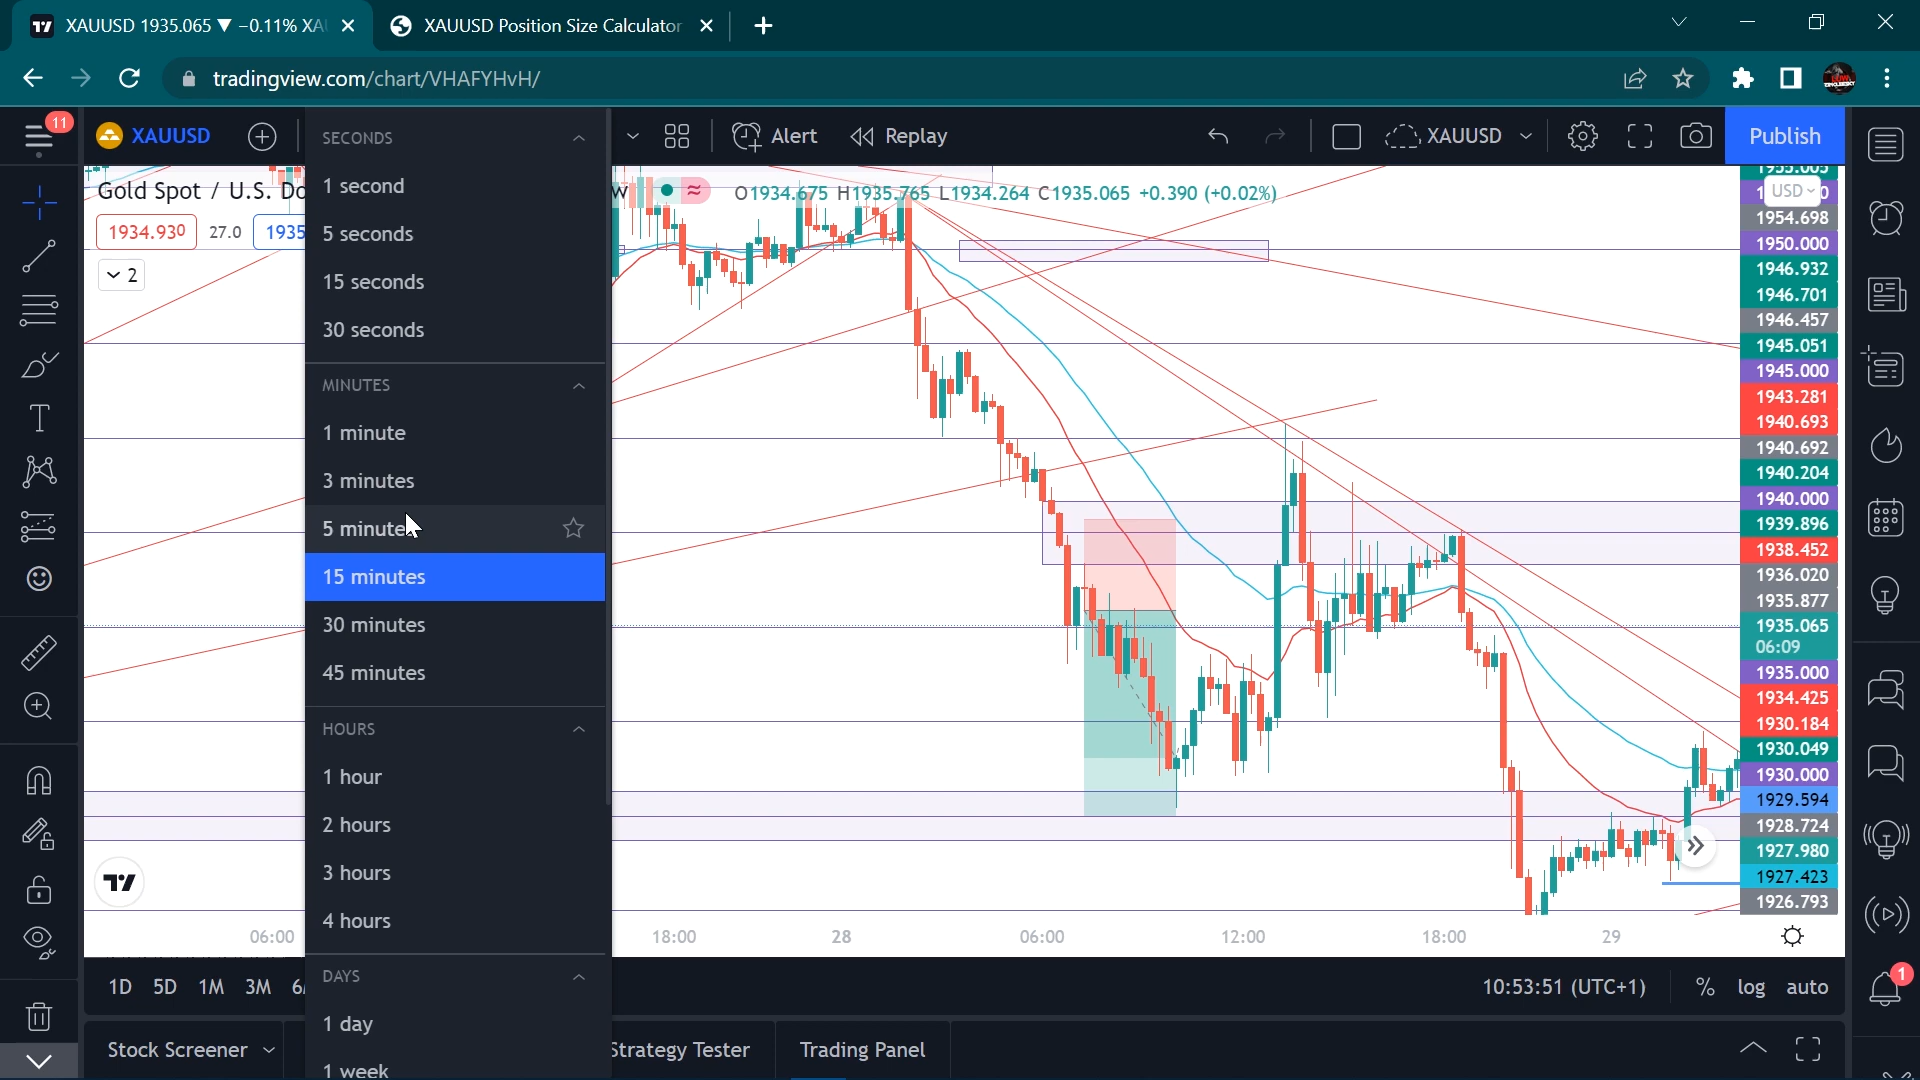 XAUUSD 1935.065 ▼ −0.11% XAU
XAUUSD Position Size Calculator
tradingview.com/chart/VHAFYHvH/
11
XAUUSD
Alert
Replay
XAUUSD
Publish
Gold Spot / U.S. Do
W
O1934.675 H1935.765 L1934.264 C1935.065 +0.390 (+0.02%)
1934.930
27.0
1935
2
SECONDS
1 second
5 seconds
15 seconds
30 seconds
MINUTES
1 minute
3 minutes
5 minutes
15 minutes
30 minutes
45 minutes
HOURS
1 hour
2 hours
3 hours
4 hours
DAYS
1 day
1 week
USD
1954.698
1950.000
1946.932
1946.701
1946.457
1945.051
1945.000
1943.281
1940.693
1940.692
1940.204
1940.000
1939.896
1938.452
1936.020
1935.877
1935.065
06:09
1935.000
1934.425
1930.184
1930.049
1930.000
1929.594
1928.724
1927.980
1927.423
1926.793
06:00
18:00
28
06:00
12:00
18:00
29
1D 5D 1M 3M
10:53:51 (UTC+1)
% log auto
1
Stock Screener
Strategy Tester
Trading Panel